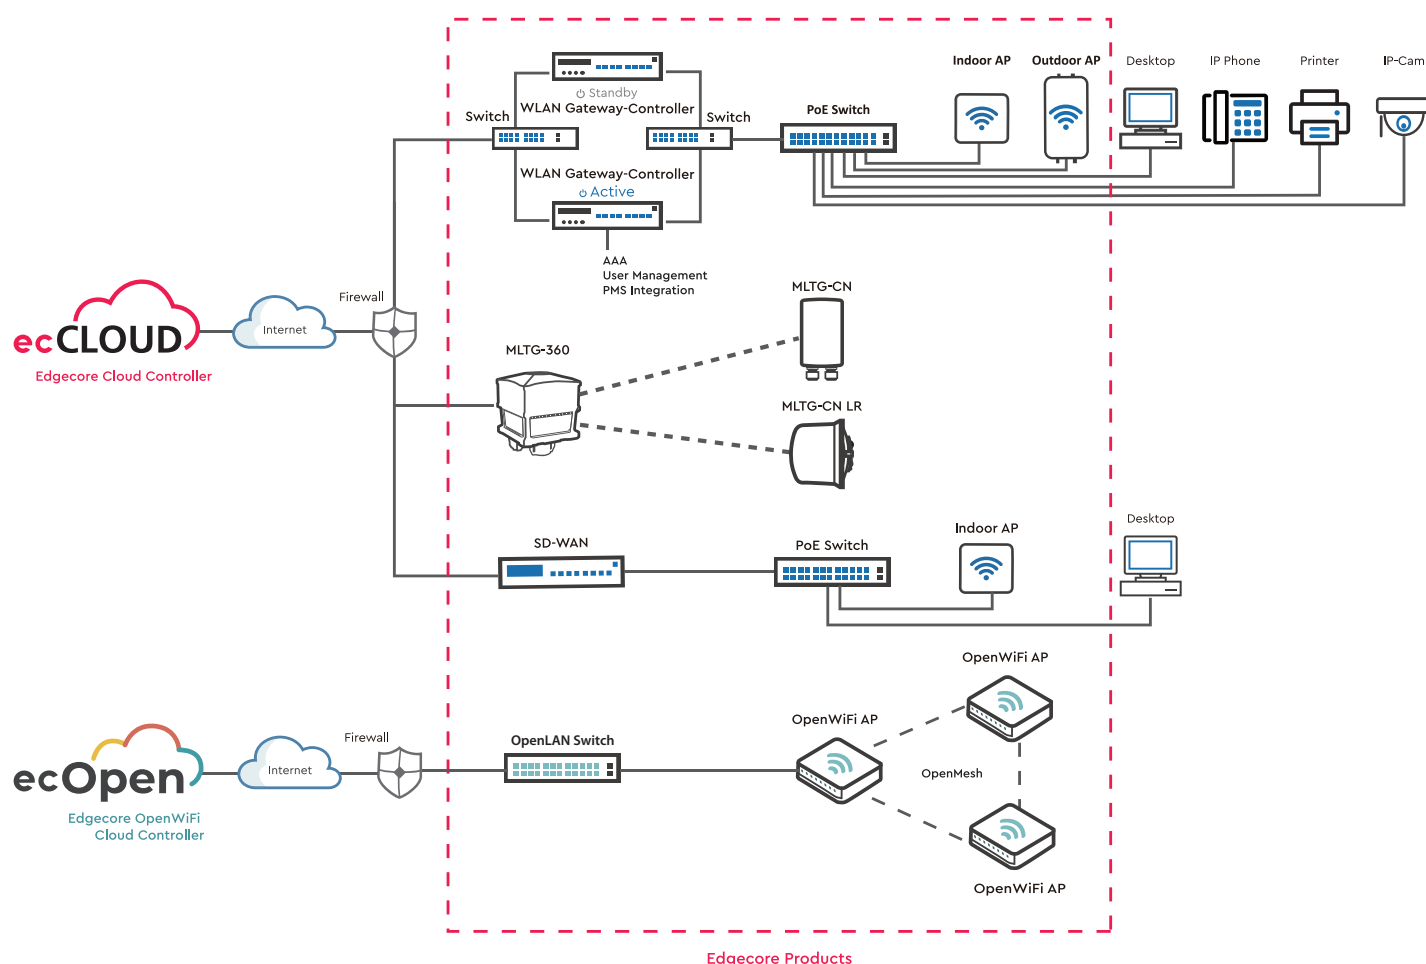 Standby
WLAN Gateway-Controller
Switch
Switch
PoE Switch
Indoor AP
Outdoor AP
Desktop
IP Phone
Printer
IP-Cam
WLAN Gateway-Controller
Active
AAA
User Management
PMS Integration
ecCLOUD
Edgecore Cloud Controller
Internet
Firewall
MLTG-360
MLTG-CN
MLTG-CN LR
SD-WAN
PoE Switch
Indoor AP
Desktop
ecOpen
Edgecore OpenWiFi
Cloud Controller
Internet
Firewall
OpenLAN Switch
OpenWiFi AP
OpenWiFi AP
OpenMesh
OpenWiFi AP
Edgecore Products